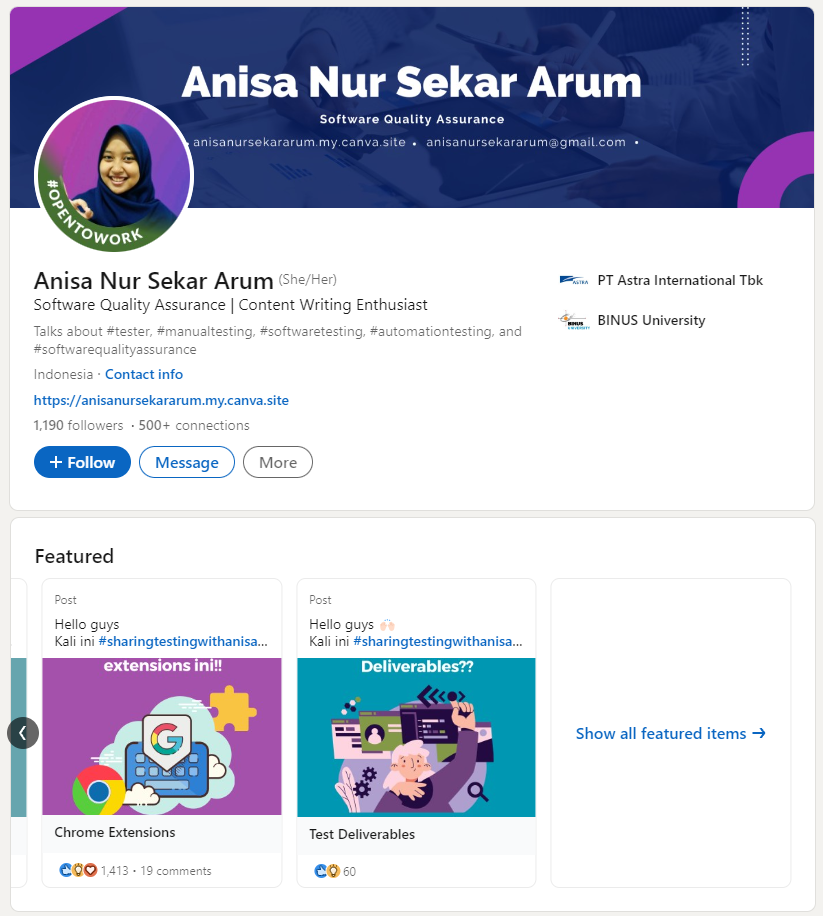 Anisa Nur Sekar Arum
Software Quality Assurance
anisanursekararum.my.canva.site • anisanursekararum@gmail.com •
#OPENTOWORK
Anisa Nur Sekar Arum (She/Her)
Software Quality Assurance | Content Writing Enthusiast
Talks about #tester, #manualtesting, #softwaretesting, #automationtesting, and
#softwarequalityassurance
Indonesia · Contact info
https://anisanursekararum.my.canva.site
1,190 followers · 500+ connections
+ Follow
Message
More
ASTRA
PT Astra International Tbk
BINUS UNIVERSITY
BINUS University
Featured
Post
Hello guys
Kali ini #sharingtestingwithanisa...
extensions ini!!
G
Chrome Extensions
1,413 · 19 comments
Post
Hello guys 🙌🏻
Kali ini #sharingtestingwithanisa...
Deliverables??
Test Deliverables
60
Show all featured items →